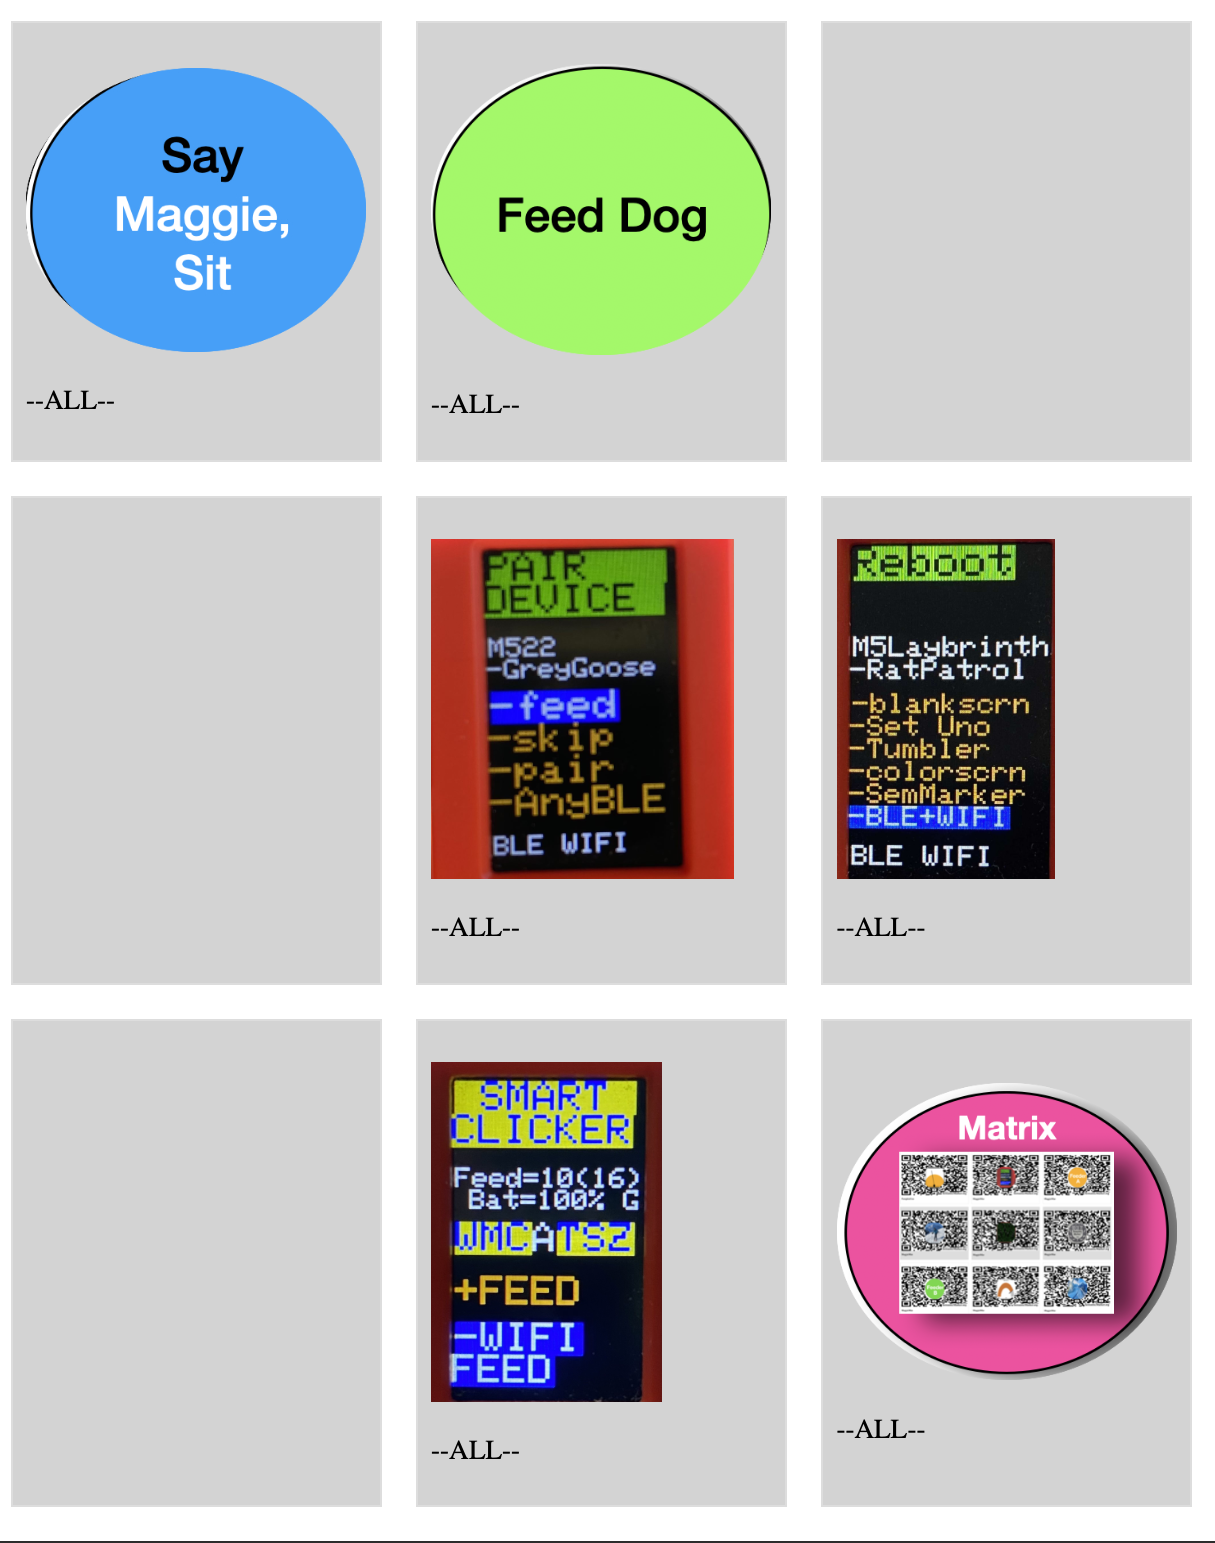 Say
Maggie,
Sit
--ALL--
Feed Dog
--ALL--
PAIR
DEVICE
M522
-GreyGoose
-feed
-skip
-pair
-AnyBLE
BLE WIFI
--ALL--
Reboot
M5Laybrinth
-RatPatrol
-blankscrn
-Set Uno
-Tumbler
-colorscrn
-SemMarker
-BLE+WIFI
BLE WIFI
--ALL--
SMART
CLICKER
Feed=10(16)
Bat=100% G
WMCATSZ
+FEED
-WIFI
FEED
--ALL--
Matrix
--ALL--